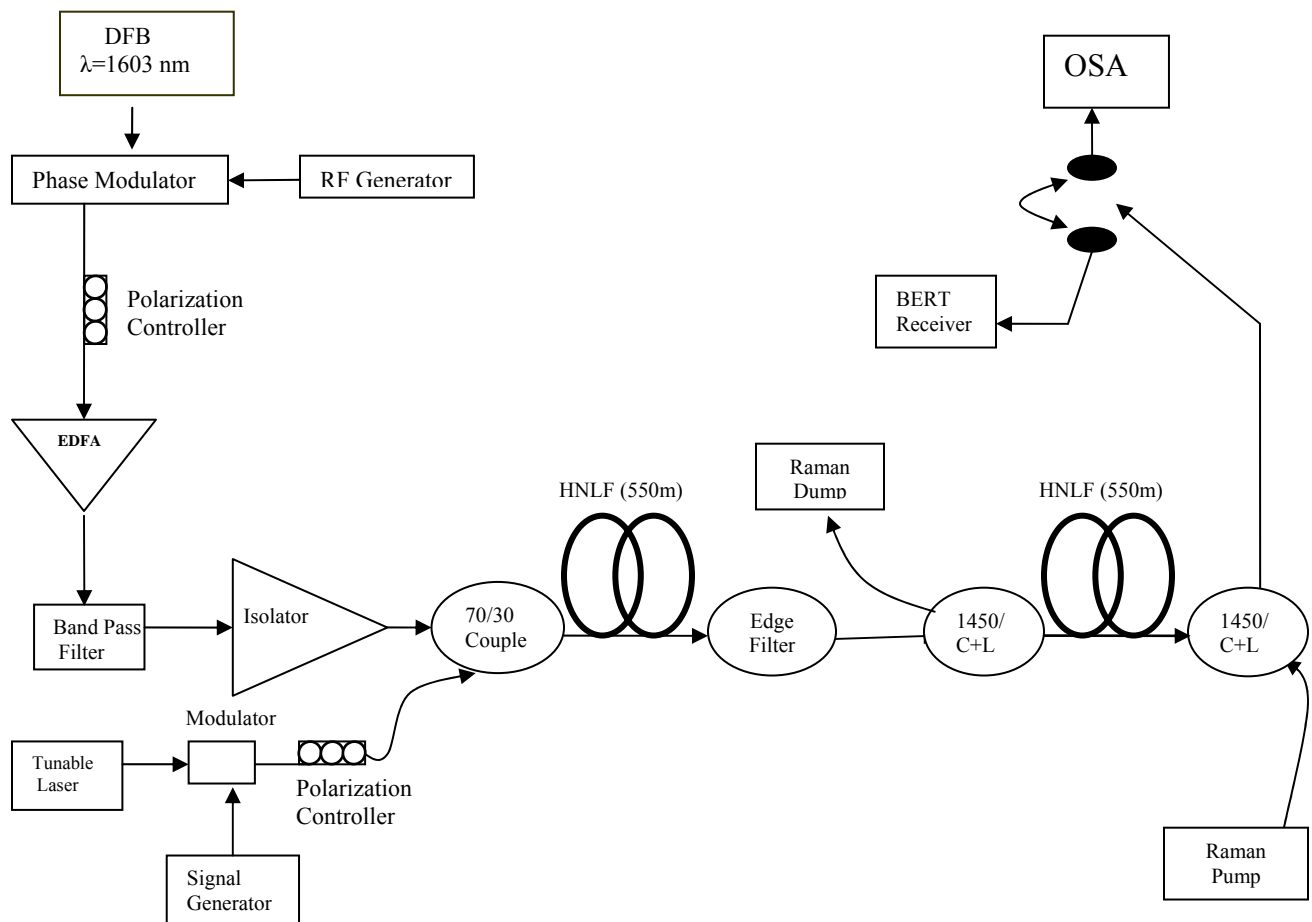 DFB
λ=1603 nm
OSA
Phase Modulator
RF Generator
Polarization
Controller
BERT
Receiver
EDFA
Raman
Dump
HNLF (550m)
HNLF (550m)
Band Pass
Filter
Isolator
70/30
Couple
Edge
Filter
1450/
C+L
1450/
C+L
Modulator
Tunable
Laser
Polarization
Controller
Signal
Generator
Raman
Pump